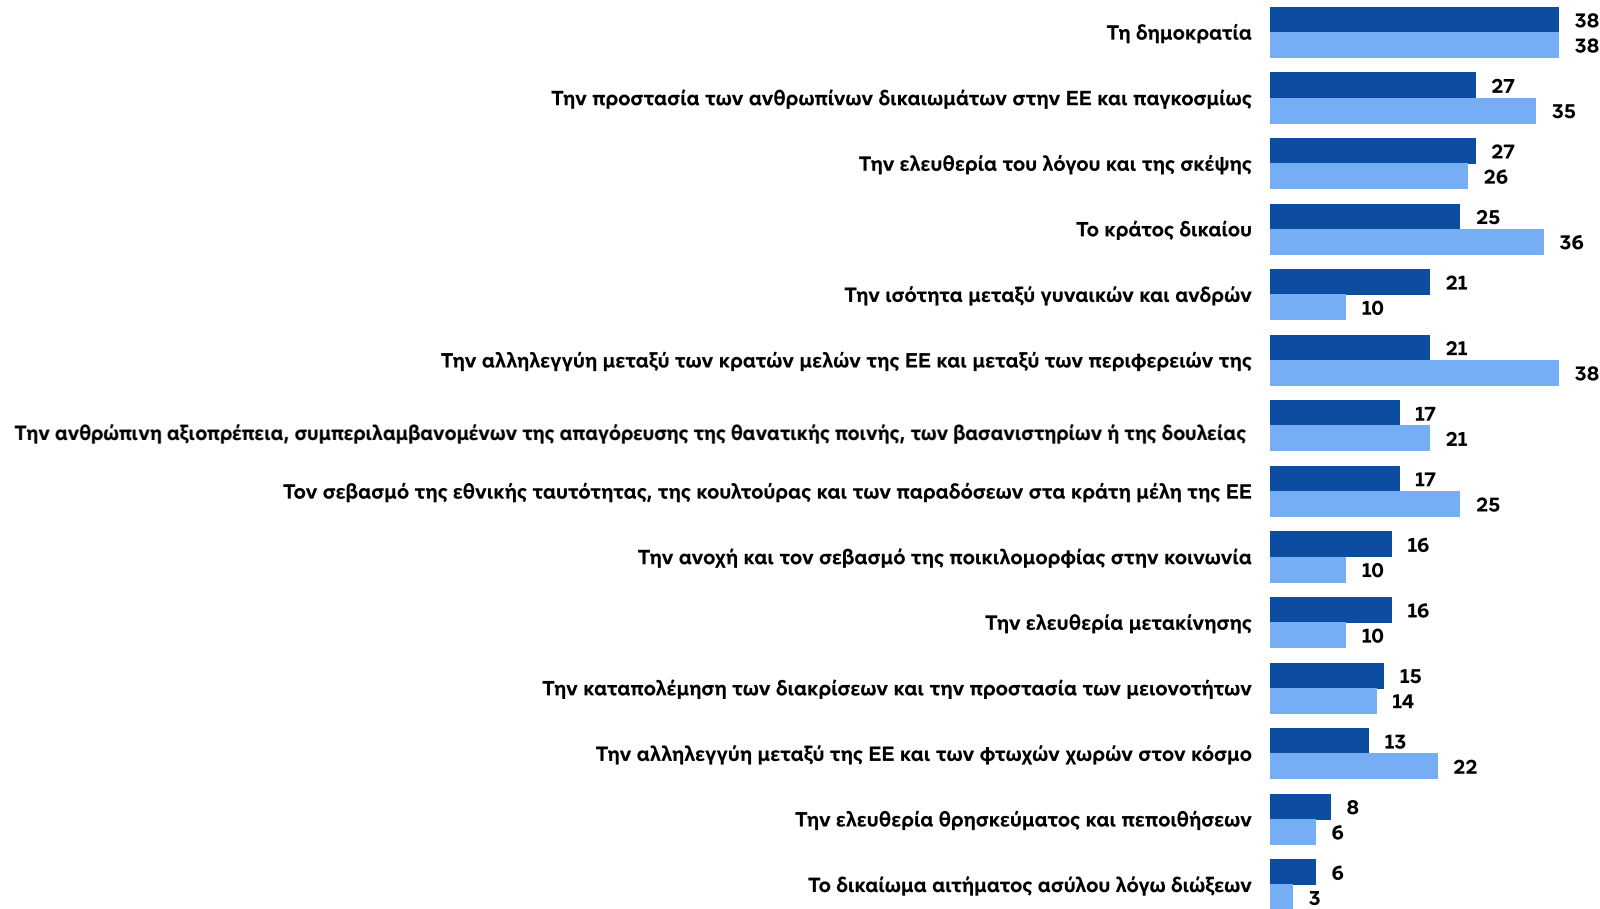 Τη δημοκρατία
38
38
Την προστασία των ανθρωπίνων δικαιωμάτων στην ΕΕ και παγκοσμίως
27
35
Την ελευθερία του λόγου και της σκέψης
27
26
Το κράτος δικαίου
25
36
Την ισότητα μεταξύ γυναικών και ανδρών
21
10
Την αλληλεγγύη μεταξύ των κρατών μελών της ΕΕ και μεταξύ των περιφερειών της
21
38
Την ανθρώπινη αξιοπρέπεια, συμπεριλαμβανομένων της απαγόρευσης της θανατικής ποινής, των βασανιστηρίων ή της δουλείας
17
21
Τον σεβασμό της εθνικής ταυτότητας, της κουλτούρας και των παραδόσεων στα κράτη μέλη της ΕΕ
17
25
Την ανοχή και τον σεβασμό της ποικιλομορφίας στην κοινωνία
16
10
Την ελευθερία μετακίνησης
16
10
Την καταπολέμηση των διακρίσεων και την προστασία των μειονοτήτων
15
14
Την αλληλεγγύη μεταξύ της ΕΕ και των φτωχών χωρών στον κόσμο
13
22
Την ελευθερία θρησκεύματος και πεποιθήσεων
8
6
Το δικαίωμα αιτήματος ασύλου λόγω διώξεων
6
3